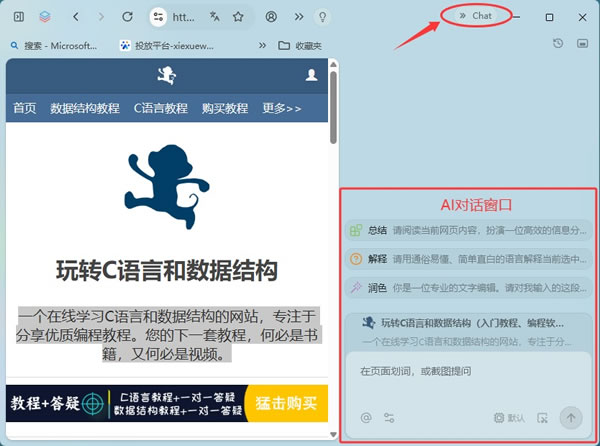 htt...
» Chat
搜索 - Microsoft...
投放平台-xiexuew...
»
收藏夹
首页 数据结构教程 C语言教程 购买教程 更多>>
玩转C语言和数据结构
一个在线学习C语言和数据结构的网站，专注于
分享优质编程教程。您的下一套教程，何必是书
籍，又何必是视频。
教程+答疑
C语言教程+一对一答疑
数据结构教程+一对一答疑
猛击购买
AI对话窗口
总结 请阅读当前网页内容，扮演一位高效的信息分...
解释 请用通俗易懂、简单直白的语言解释当前选中...
润色 你是一位专业的文字编辑。请对我输入的这段...
玩转C语言和数据结构（入门教程、编程软...
一个在线学习C语言和数据结构的网站，专注于分...
在页面划词，或截图提问
默认